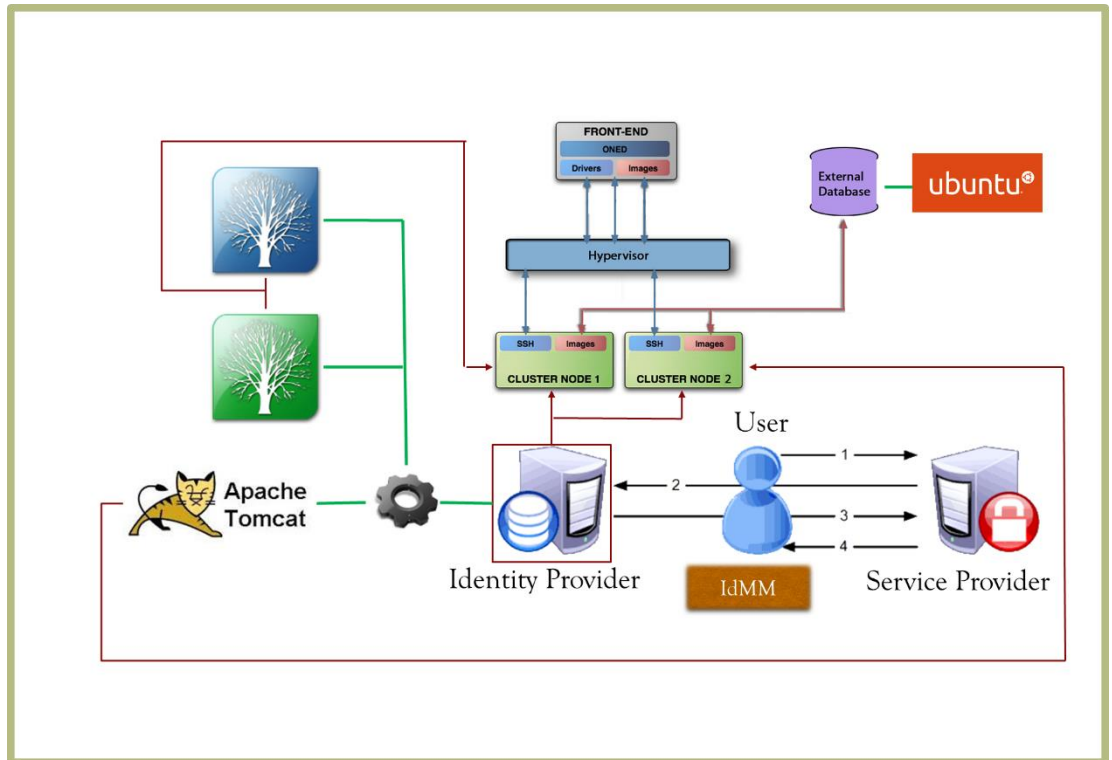 FRONT-END
ONED
Drivers Images
External
Database
ubuntu
Hypervisor
SSH Images
CLUSTER NODE 1
SSH Images
CLUSTER NODE 2
User
1
2
3
4
Apache
Tomcat
Identity Provider
IdMM
Service Provider